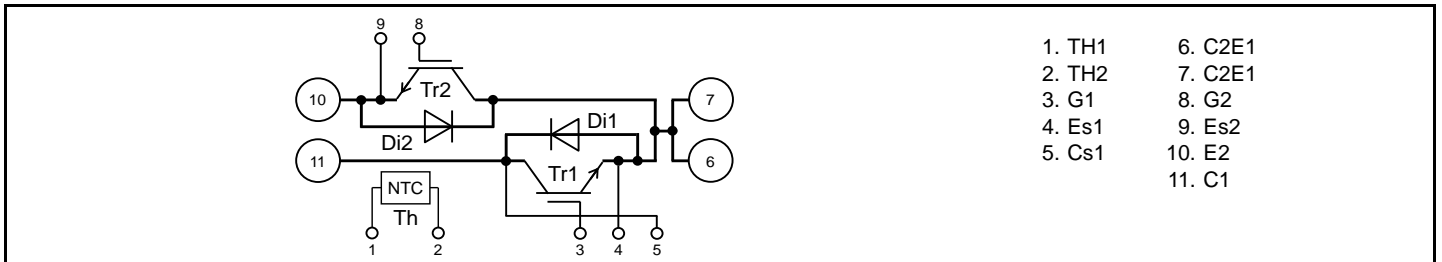 9 8
Tr2
10
7
Di2
Di1
11
Tr1
6
NTC
Th
1 2 3 4 5
1. TH1 6. C2E1
2. TH2 7. C2E1
3. G1 8. G2
4. Es1 9. Es2
5. Cs1 10. E2
11. C1